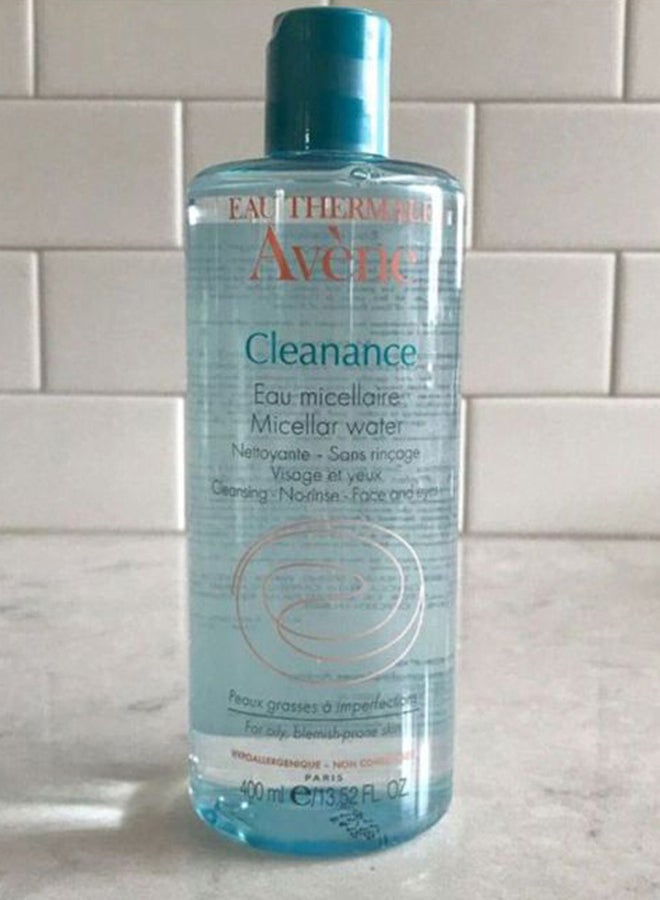 EAU THERMALE
Avène
Cleanance
Eau micellaire
Micellar water
Nettoyante - Sans rinçage
Visage et yeux
Cleansing - No-rinse - Face and eyes
Peaux grasses à imperfections
For oily, blemish-prone skin
HYPOALLERGENIQUE - NON
PARIS
400 ml e/13.52 FL. OZ